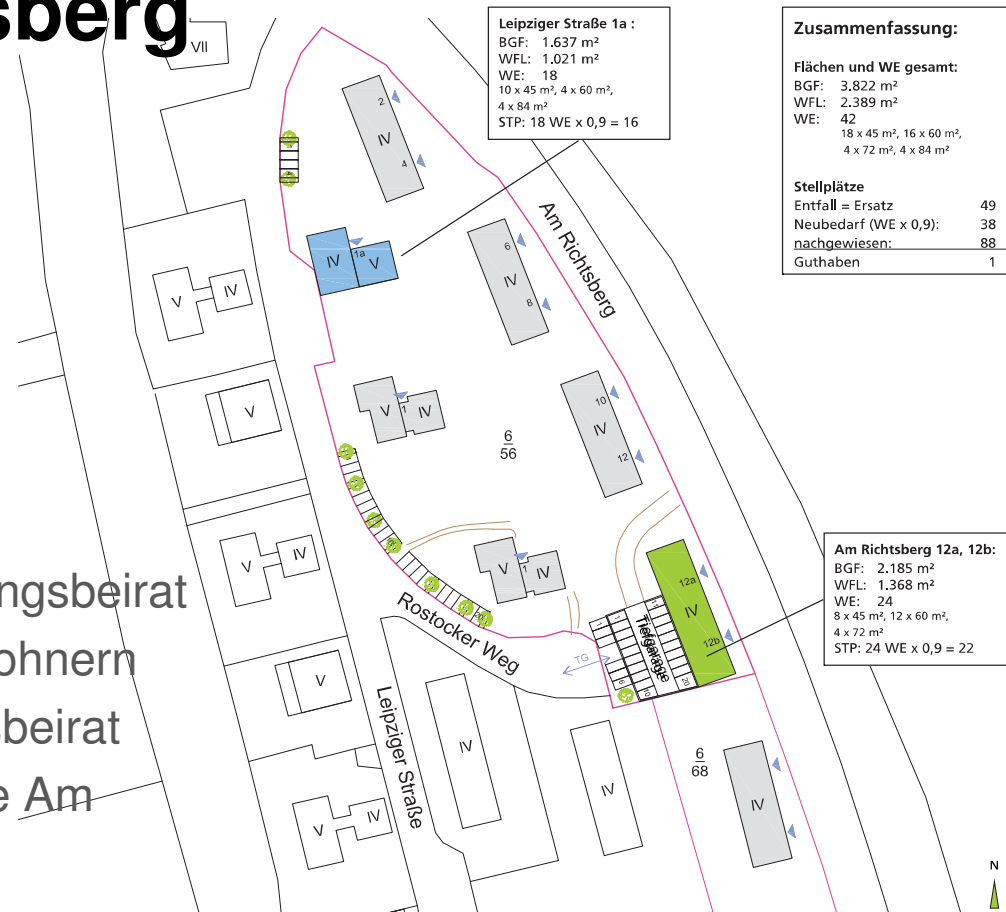 sberg
VII
Leipziger Straße 1a :
BGF: 1.637 m²
WFL: 1.021 m²
WE: 18
10 x 45 m², 4 x 60 m²,
4 x 84 m²
STP: 18 WE x 0,9 = 16
Zusammenfassung:
Flächen und WE gesamt:
BGF: 3.822 m²
WFL: 2.389 m²
WE: 42
18 x 45 m², 16 x 60 m²,
4 x 72 m², 4 x 84 m²
Stellplätze
Entfall = Ersatz 49
Neubedarf (WE x 0,9): 38
nachgewiesen: 88
Guthaben 1
2
IV
4
Am Richtsberg
IV
1a
V
6
IV
8
V
IV
V
V
1
IV
10
IV
12
6
56
V
IV
V
1
IV
Am Richtsberg 12a, 12b:
BGF: 2.185 m²
WFL: 1.368 m²
WE: 24
8 x 45 m², 12 x 60 m²,
4 x 72 m²
STP: 24 WE x 0,9 = 22
12a
IV
12b
ngsbeirat
ohnern
sbeirat
e Am
Rostocker Weg
1
1
11
Tiefgarage
TG
6
10
20
V
Leipziger Straße
IV
IV
6
68
IV
V
IV
N